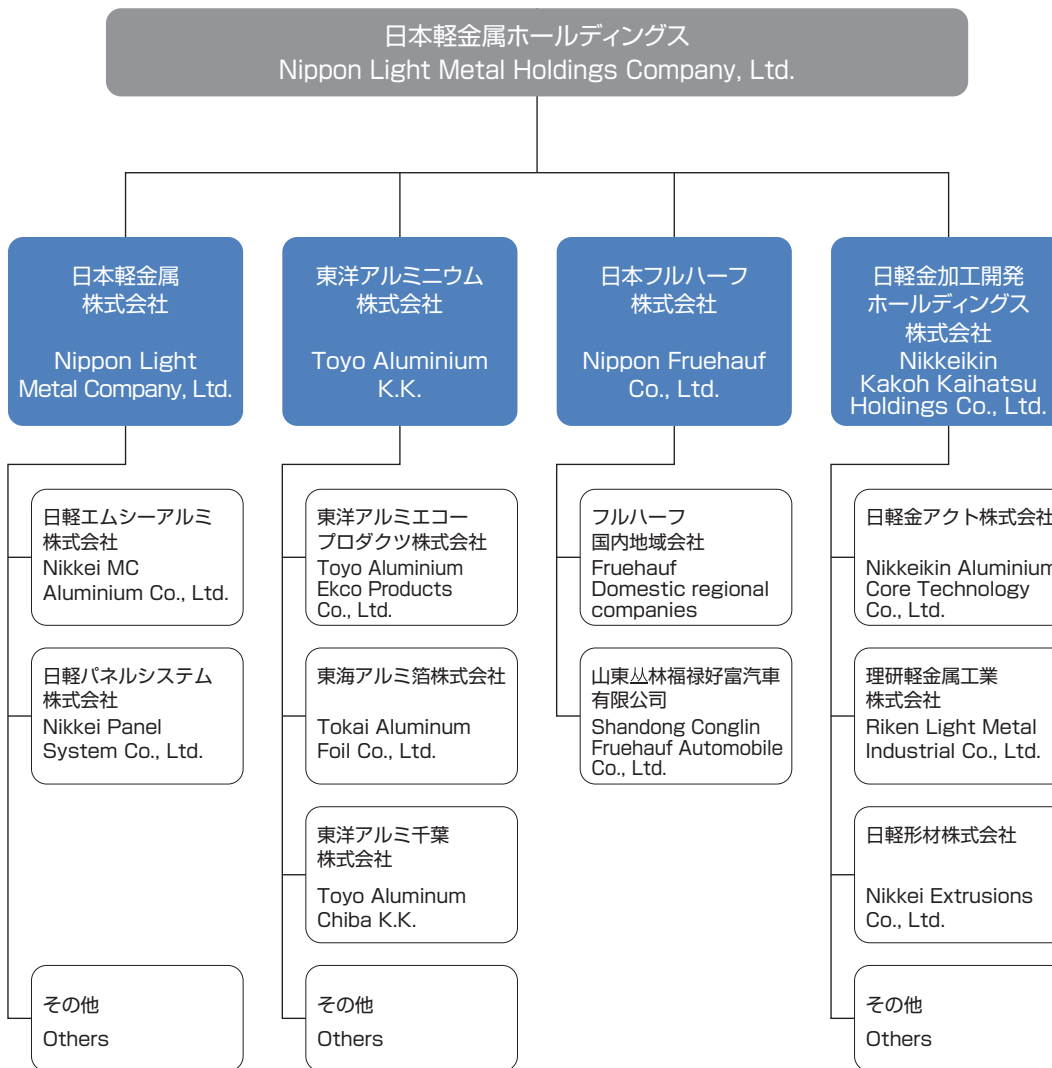 日本軽金属ホールディングス
Nippon Light Metal Holdings Company, Ltd.
日本軽金属
株式会社
Nippon Light
Metal Company, Ltd.
東洋アルミニウム
株式会社
Toyo Aluminium
K.K.
日本フルハーフ
株式会社
Nippon Fruehauf
Co., Ltd.
日軽金加工開発
ホールディングス
株式会社
Nikkeikin
Kakoh Kaihatsu
Holdings Co., Ltd.
日軽エムシーアルミ
株式会社
Nikkei MC
Aluminium Co., Ltd.
日軽パネルシステム
株式会社
Nikkei Panel
System Co., Ltd.
その他
Others
東洋アルミエコー
プロダクツ株式会社
Toyo Aluminium
Ekco Products
Co., Ltd.
東海アルミ箔株式会社
Tokai Aluminum
Foil Co., Ltd.
東洋アルミ千葉
株式会社
Toyo Aluminum
Chiba K.K.
その他
Others
フルハーフ
国内地域会社
Fruehauf
Domestic regional
companies
山東丛林福禄好富汽車
有限公司
Shandong Conglin
Fruehauf Automobile
Co., Ltd.
日軽金アクト株式会社
Nikkeikin Aluminium
Core Technology
Co., Ltd.
理研軽金属工業
株式会社
Riken Light Metal
Industrial Co., Ltd.
日軽形材株式会社
Nikkei Extrusions
Co., Ltd.
その他
Others